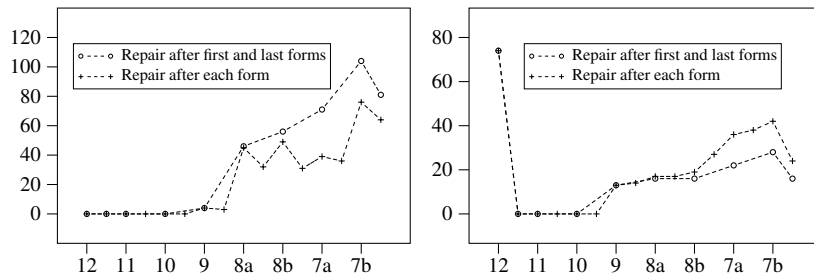 120
100
80
60
40
20
0
Repair after first and last forms
Repair after each form
12 11 10 9 8a 8b 7a 7b
80
60
40
20
0
Repair after first and last forms
Repair after each form
12 11 10 9 8a 8b 7a 7b